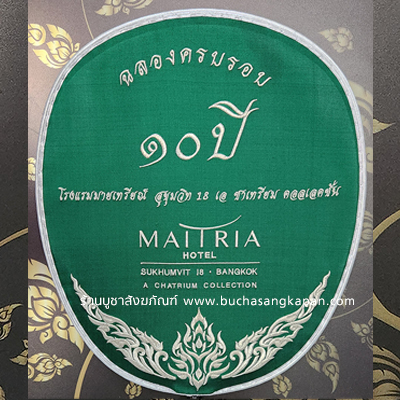 ฉลองครบรอบ
๑๐ปี
โรงแรมมายเทรียณ์ สุขุมวิท 18 เอ ชาเทรียม คอลเลคชั่น
MAITRIA
HOTEL
SUKHUMVIT 18 · BANGKOK
A CHATRIUM COLLECTION
ร้านบูชาสังฆภัณฑ์ www.buchasangkapan.com